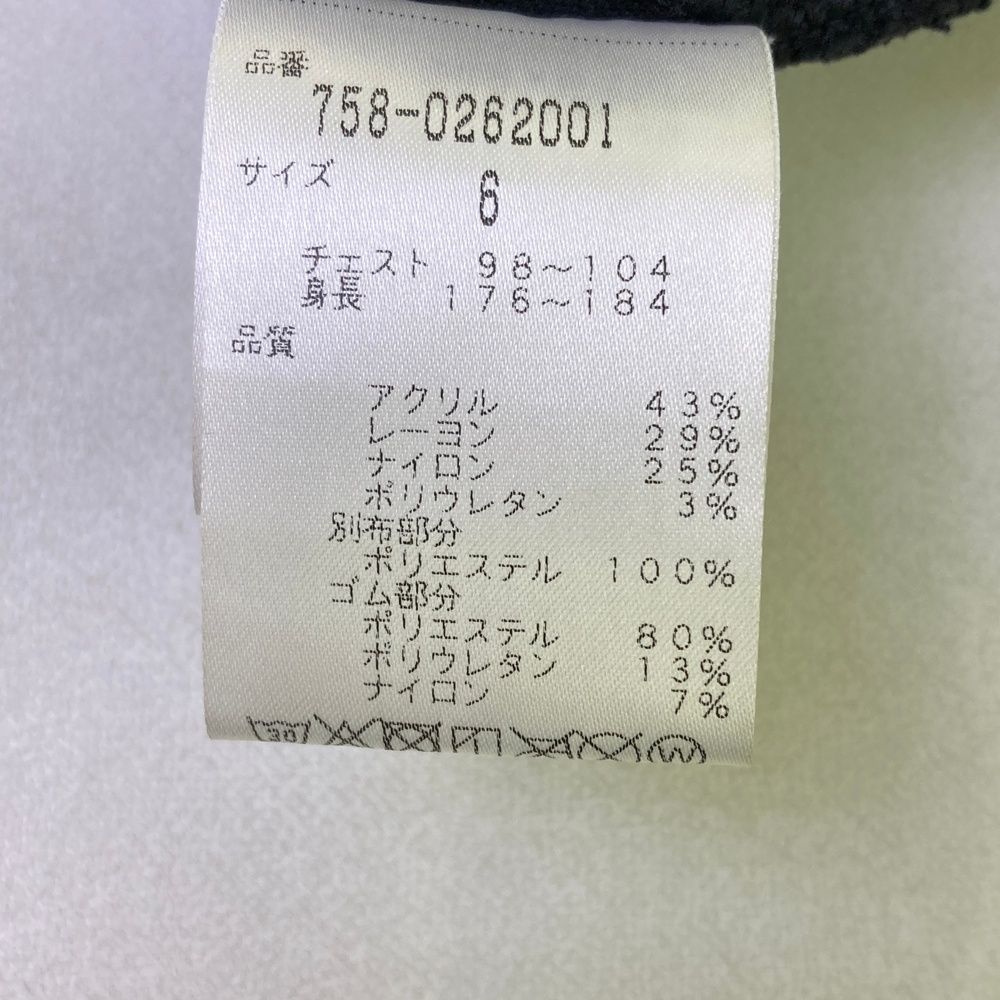 品番
758-0262001
サイズ 6
チェスト 98～104
身長 176～184
品質
アクリル 43%
レーヨン 29%
ナイロン 25%
ポリウレタン 3%
別布部分
ポリエステル 100%
ゴム部分
ポリエステル 80%
ポリウレタン 13%
ナイロン 7%